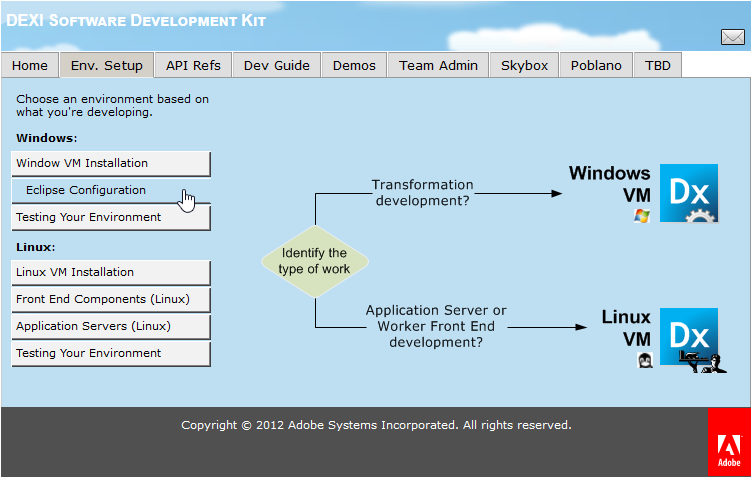 DEXI SOFTWARE DEVELOPMENT KIT
Home
Env. Setup
API Refs
Dev Guide
Demos
Team Admin
Skybox
Poblano
TBD
Choose an environment based on
what you're developing.
Windows:
Window VM Installation
Eclipse Configuration
Testing Your Environment
Linux:
Linux VM Installation
Front End Components (Linux)
Application Servers (Linux)
Testing Your Environment
Identify the
type of work
Transformation
development?
Windows
VM
Dx
Application Server or
Worker Front End
development?
Linux
VM
Dx
Copyright © 2012 Adobe Systems Incorporated. All rights reserved.
Adobe